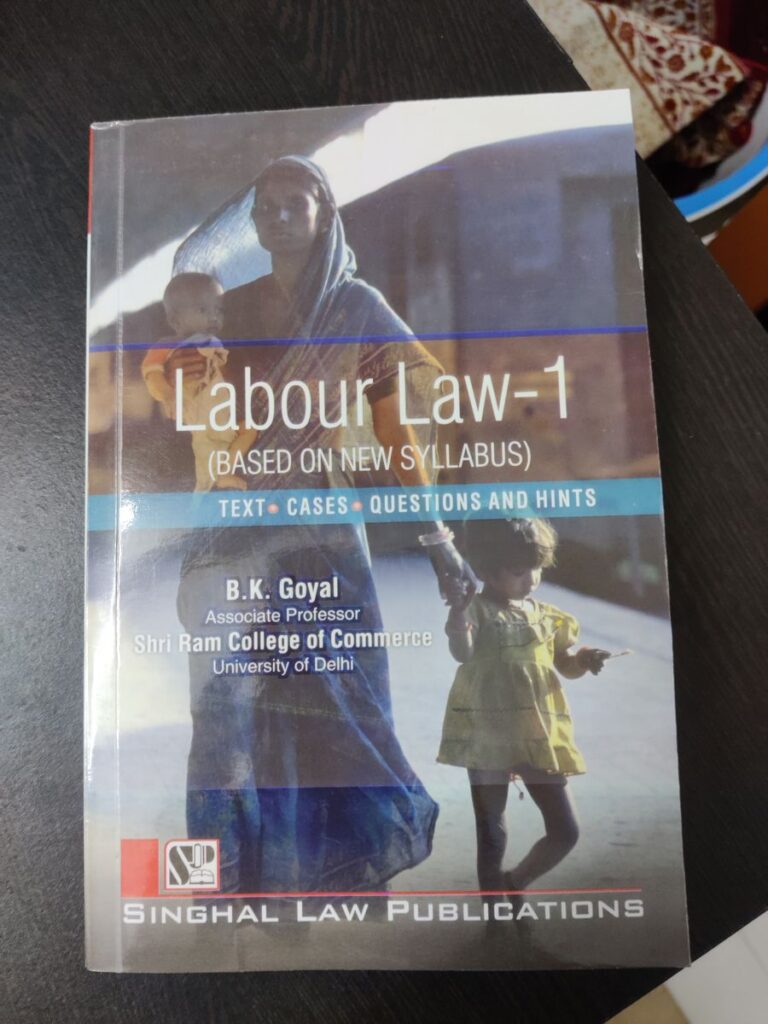 Labour Law-1
(BASED ON NEW SYLLABUS)
TEXT • CASES • QUESTIONS AND HINTS
B.K. Goyal
Associate Professor
Shri Ram College of Commerce
University of Delhi
SLP
SINGHAL LAW PUBLICATIONS